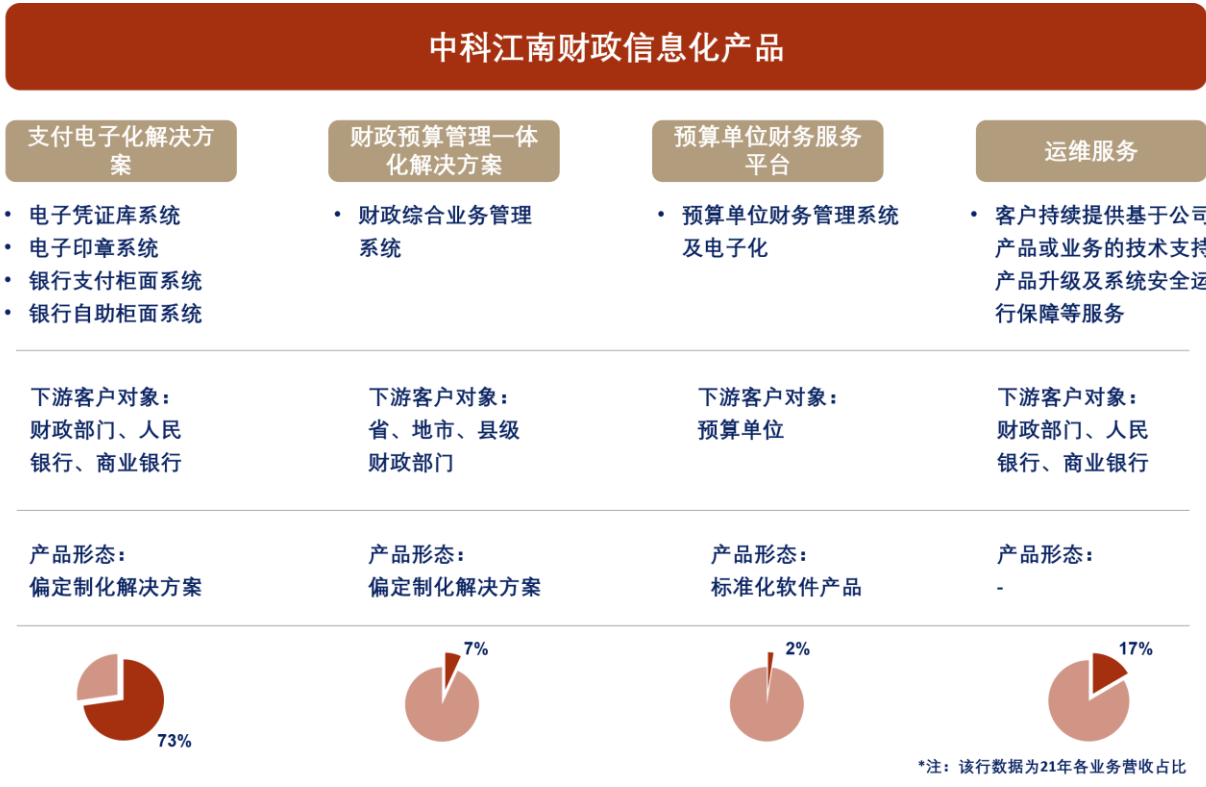 中科江南财政信息化产品
支付电子化解决方
案
财政预算管理一体
化解决方案
预算单位财务服务
平台
运维服务
• 电子凭证库系统
• 电子印章系统
• 银行支付柜面系统
• 银行自助柜面系统
• 财政综合业务管理
系统
• 预算单位财务管理系统
及电子化
• 客户持续提供基于公司
产品或业务的技术支持
产品升级及系统安全运
行保障等服务
下游客户对象：
财政部门、人民
银行、商业银行
下游客户对象：
省、地市、县级
财政部门
下游客户对象：
预算单位
下游客户对象：
财政部门、人民
银行、商业银行
产品形态：
偏定制化解决方案
产品形态：
偏定制化解决方案
产品形态：
标准化软件产品
产品形态：
-
73%
7%
2%
17%
*注：该行数据为21年各业务营收占比